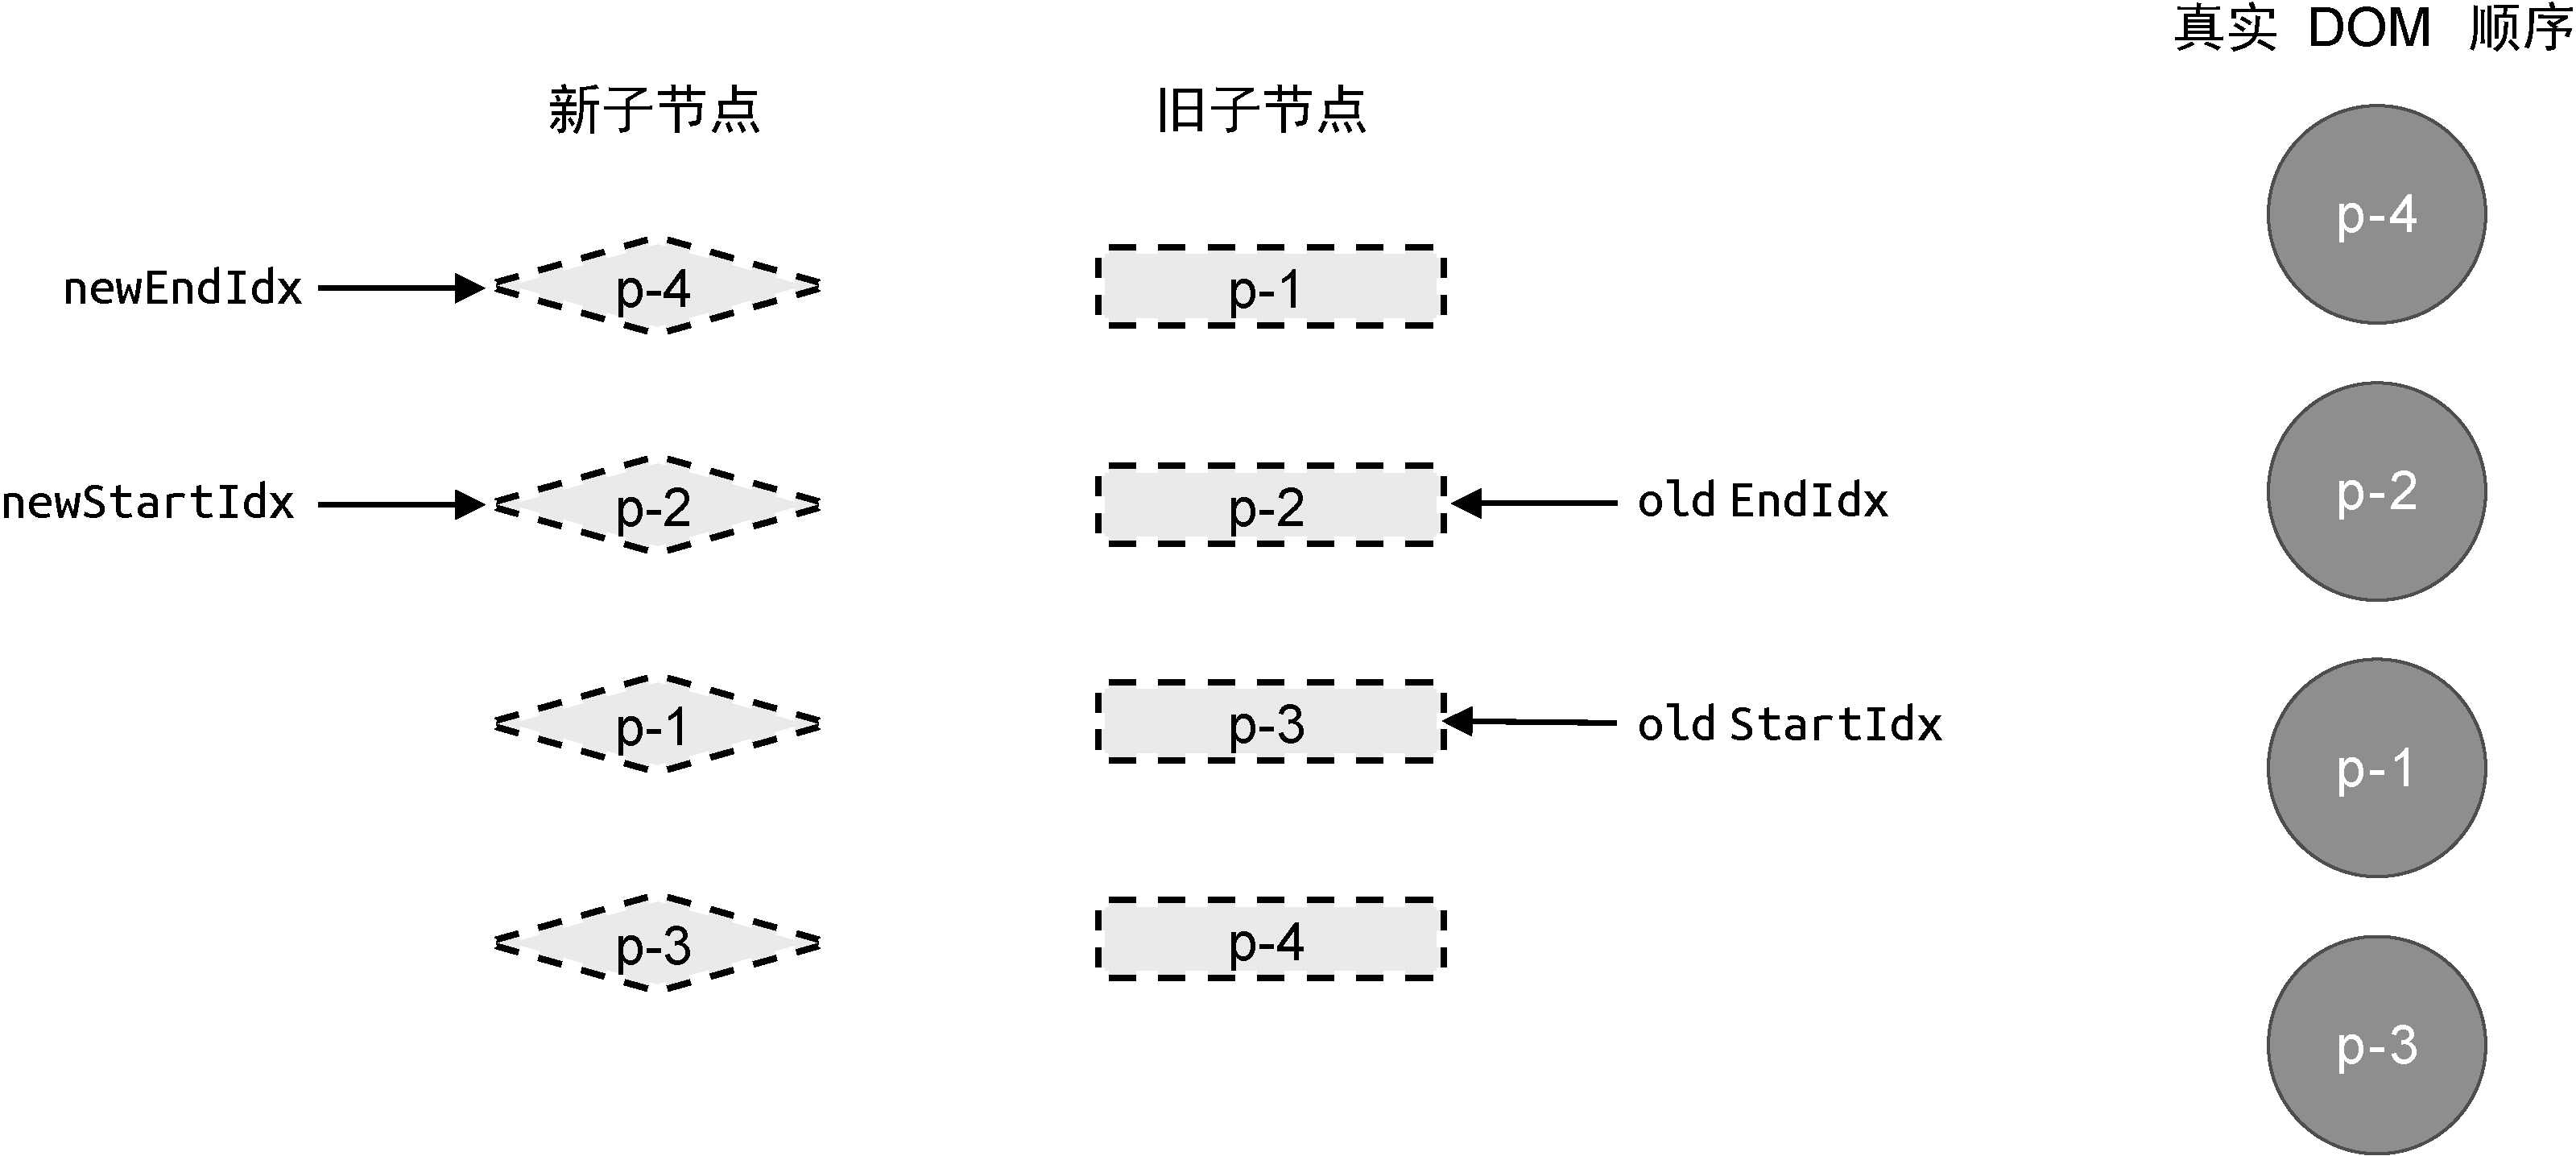 真实 DOM 顺序
新子节点
旧子节点
p-4
newEndIdx
p-4
p-1
newStartIdx
p-2
p-2
old EndIdx
p-2
p-1
p-3
old StartIdx
p-1
p-3
p-4
p-3